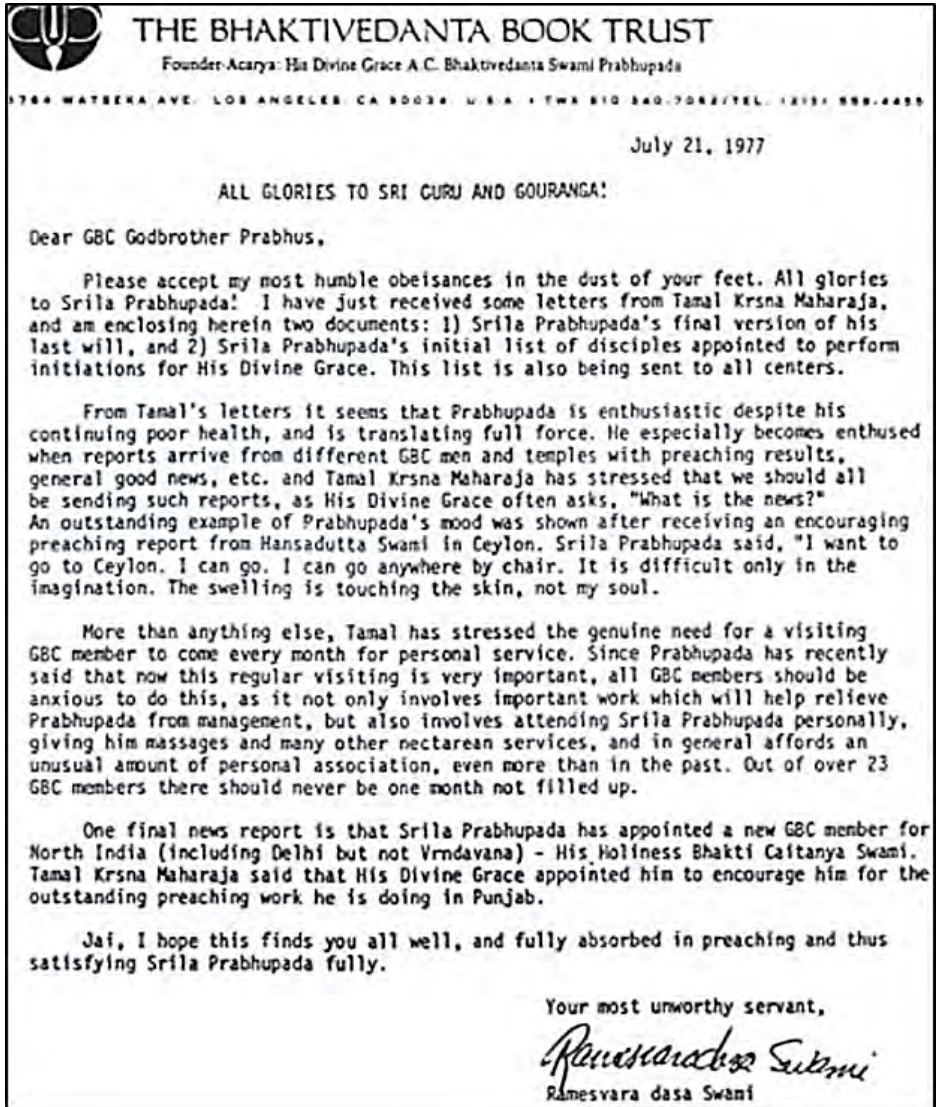 THE BHAKTIVEDANTA BOOK TRUST
Founder-Acarya: His Divine Grace A.C. Bhaktivedanta Swami Prabhupada
3764 WATSEKA AVE. LOS ANGELES, CA 90034 U.S.A. • TWX 910 340-7052/TEL. (213) 559-4455
July 21, 1977
ALL GLORIES TO SRI GURU AND GOURANGA!
Dear GBC Godbrother Prabhus,
Please accept my most humble obeisances in the dust of your feet. All glories
to Srila Prabhupada! I have just received some letters from Tamal Krsna Maharaja,
and am enclosing herein two documents: 1) Srila Prabhupada's final version of his
last will, and 2) Srila Prabhupada's initial list of disciples appointed to perform
initiations for His Divine Grace. This list is also being sent to all centers.
From Tamal's letters it seems that Prabhupada is enthusiastic despite his
continuing poor health, and is translating full force. He especially becomes enthused
when reports arrive from different GBC men and temples with preaching results,
general good news, etc. and Tamal Krsna Maharaja has stressed that we should all
be sending such reports, as His Divine Grace often asks, "What is the news?"
An outstanding example of Prabhupada's mood was shown after receiving an encouraging
preaching report from Hansadutta Swami in Ceylon. Srila Prabhupada said, "I want to
go to Ceylon. I can go. I can go anywhere by chair. It is difficult only in the
imagination. The swelling is touching the skin, not my soul.
More than anything else, Tamal has stressed the genuine need for a visiting
GBC member to come every month for personal service. Since Prabhupada has recently
said that now this regular visiting is very important, all GBC members should be
anxious to do this, as it not only involves important work which will help relieve
Prabhupada from management, but also involves attending Srila Prabhupada personally,
giving him massages and many other nectarean services, and in general affords an
unusual amount of personal association, even more than in the past. Out of over 23
GBC members there should never be one month not filled up.
One final news report is that Srila Prabhupada has appointed a new GBC member for
North India (including Delhi but not Vrndavana) - His Holiness Bhakti Caitanya Swami.
Tamal Krsna Maharaja said that His Divine Grace appointed him to encourage him for the
outstanding preaching work he is doing in Punjab.
Jai, I hope this finds you all well, and fully absorbed in preaching and thus
satisfying Srila Prabhupada fully.
Your most unworthy servant,
Ramesvara dasa Swami
Ramesvara dasa Swami